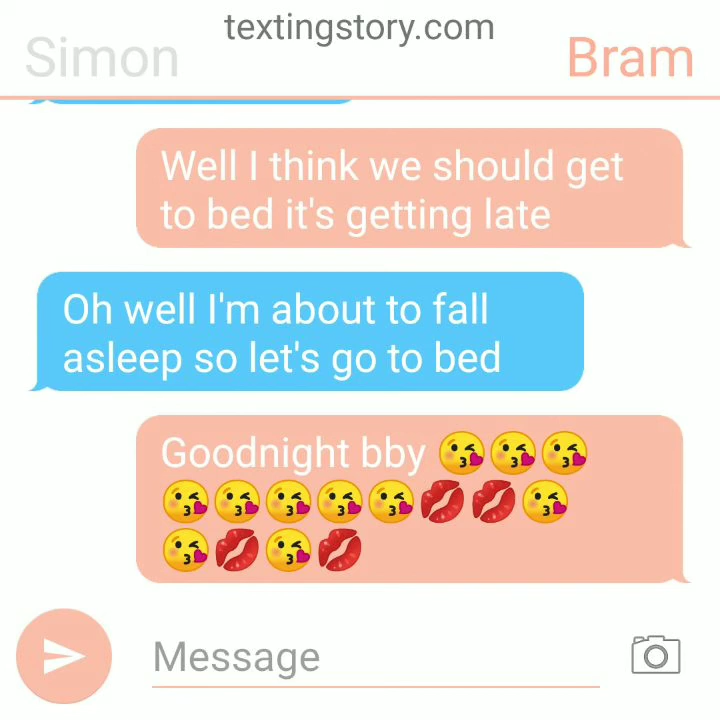 textingstory.com
Simon
Bram
Well I think we should get
to bed it's getting late
Oh well I'm about to fall
asleep so let's go to bed
Goodnight bby 😘😘😘
😘😘😘😘😘💋💋😘
😘💋😘💋
Message